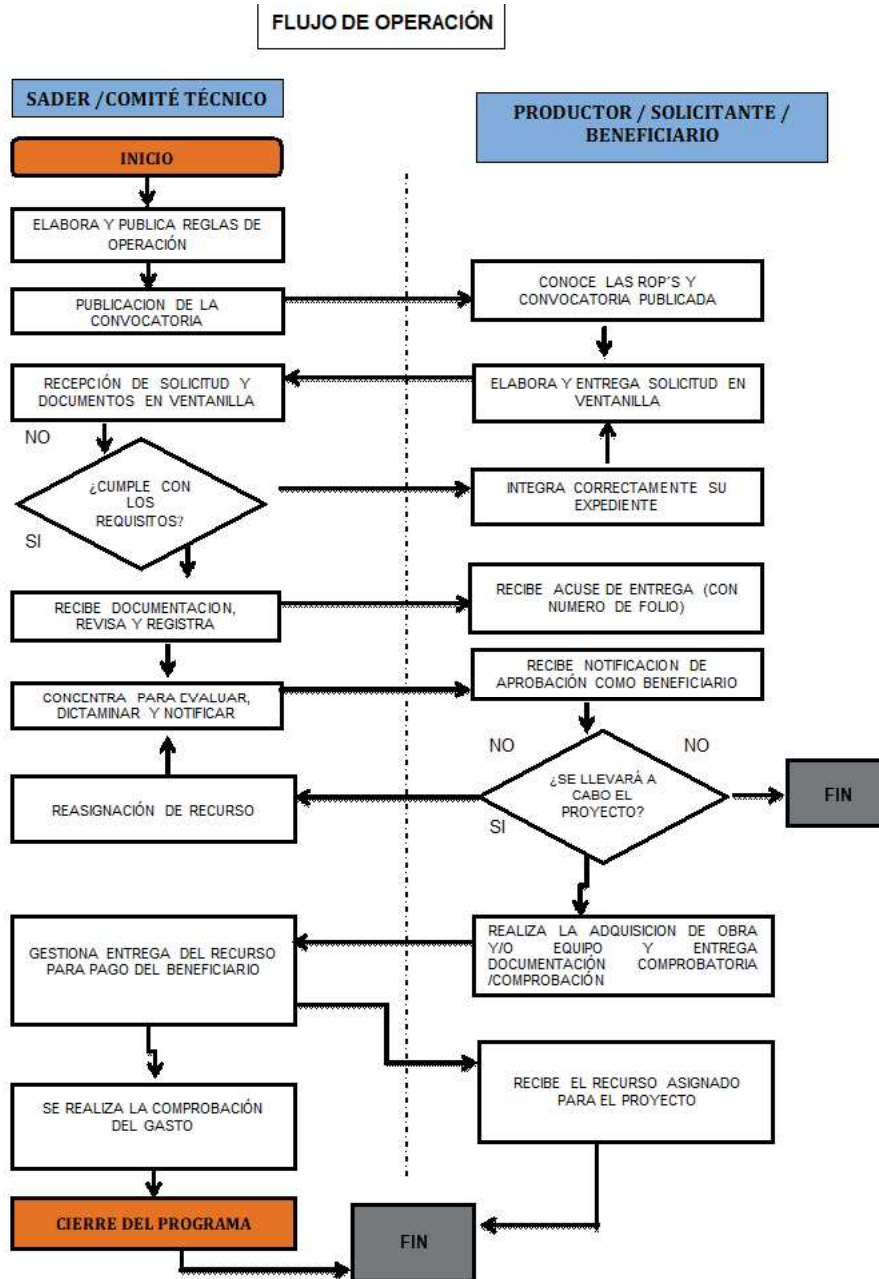 FLUJO DE OPERACIÓN
SADER /COMITÉ TÉCNICO
PRODUCTOR / SOLICITANTE /
BENEFICIARIO
INICIO
ELABORA Y PUBLICA REGLAS DE
OPERACIÓN
PUBLICACION DE LA
CONVOCATORIA
CONOCE LAS ROP´S Y
CONVOCATORIA PUBLICADA
RECEPCIÓN DE SOLICITUD Y
DOCUMENTOS EN VENTANILLA
ELABORA Y ENTREGA SOLICITUD EN
VENTANILLA
NO
¿CUMPLE CON
LOS
REQUISITOS?
SI
INTEGRA CORRECTAMENTE SU
EXPEDIENTE
RECIBE DOCUMENTACION,
REVISA Y REGISTRA
RECIBE ACUSE DE ENTREGA (CON
NUMERO DE FOLIO)
CONCENTRA PARA EVALUAR,
DICTAMINAR Y NOTIFICAR
RECIBE NOTIFICACION DE
APROBACIÓN COMO BENEFICIARIO
NO
NO
¿SE LLEVARÁ A
CABO EL
PROYECTO?
SI
FIN
REASIGNACIÓN DE RECURSO
REALIZA LA ADQUISICION DE OBRA
Y/O EQUIPO Y ENTREGA
DOCUMENTACIÓN COMPROBATORIA
/COMPROBACIÓN
GESTIONA ENTREGA DEL RECURSO
PARA PAGO DEL BENEFICIARIO
RECIBE EL RECURSO ASIGNADO
PARA EL PROYECTO
SE REALIZA LA COMPROBACIÓN
DEL GASTO
CIERRE DEL PROGRAMA
FIN